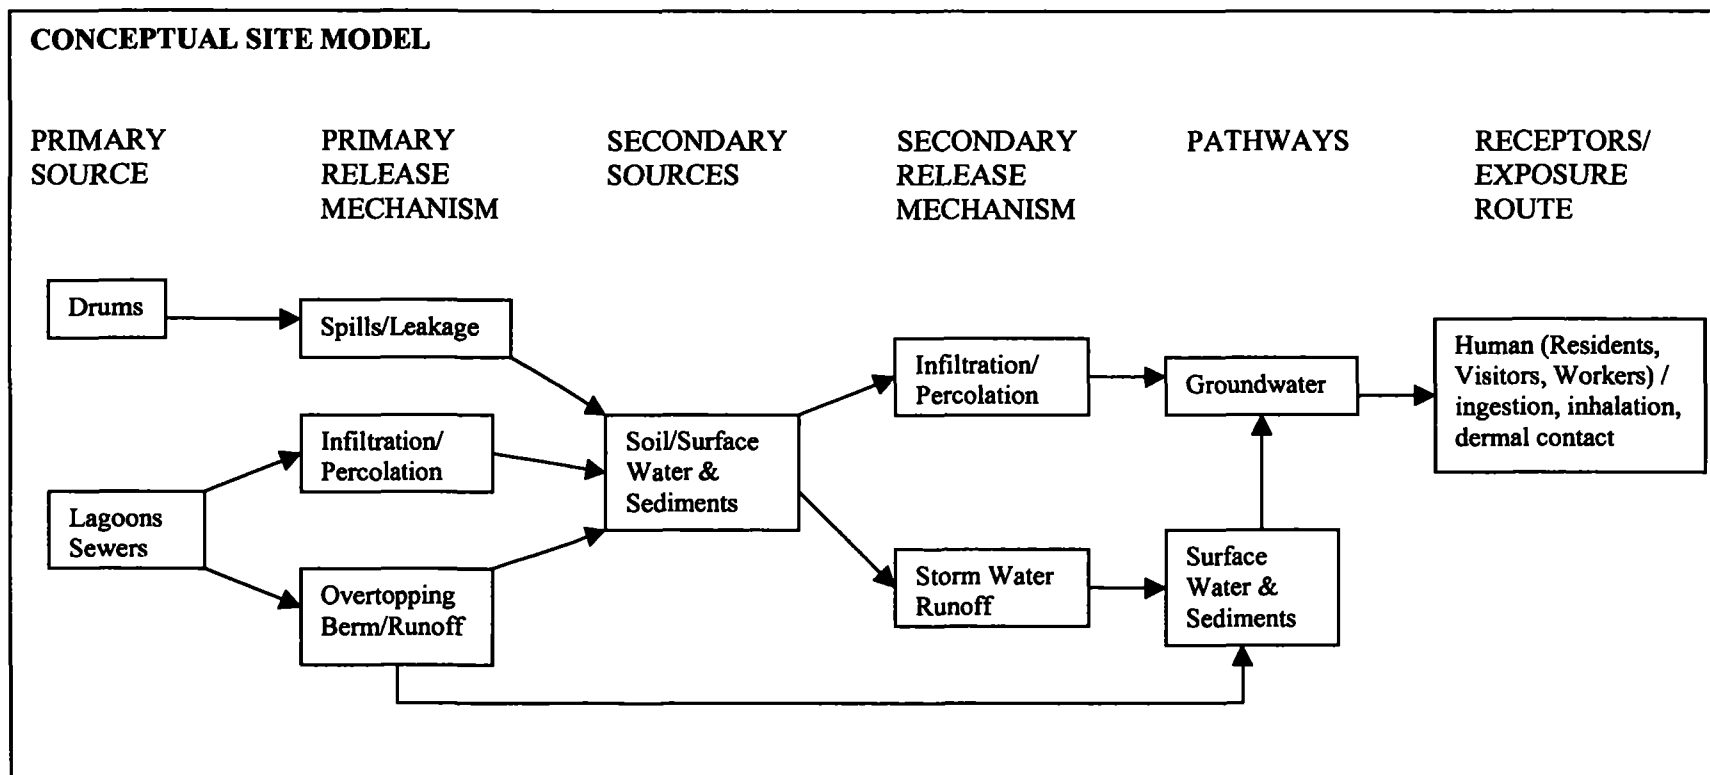 CONCEPTUAL SITE MODEL
PRIMARY
SOURCE
PRIMARY
RELEASE
MECHANISM
SECONDARY
SOURCES
SECONDARY
RELEASE
MECHANISM
PATHWAYS
RECEPTORS/
EXPOSURE
ROUTE
Drums
Spills/Leakage
Infiltration/
Percolation
Lagoons
Sewers
Overtopping
Berm/Runoff
Soil/Surface
Water &
Sediments
Infiltration/
Percolation
Storm Water
Runoff
Groundwater
Surface
Water &
Sediments
Human (Residents,
Visitors, Workers) /
ingestion, inhalation,
dermal contact